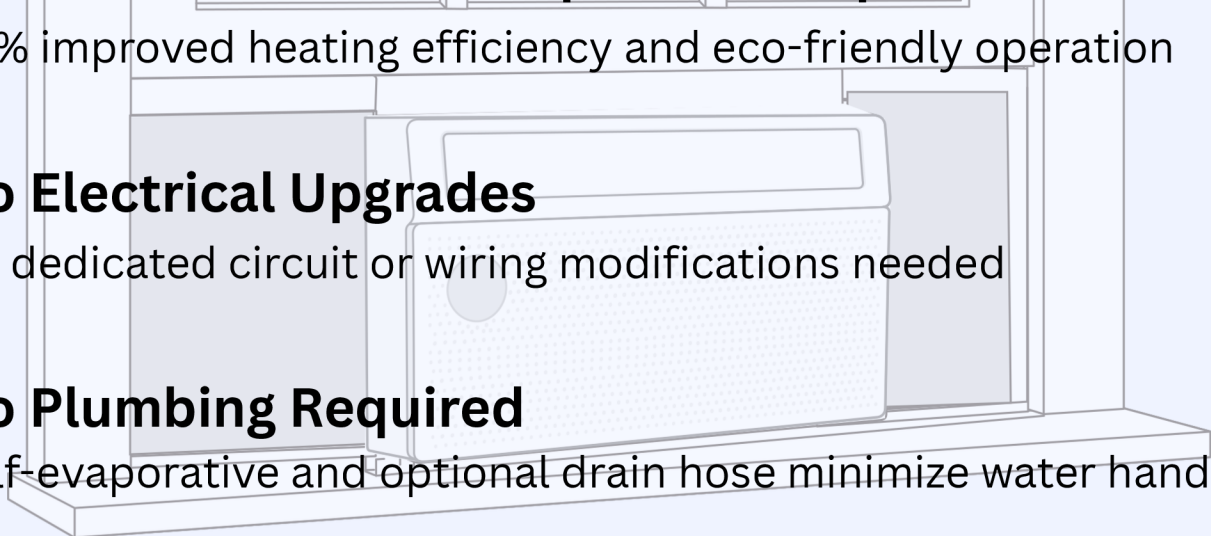 % improved heating efficiency and eco-friendly operation
Electrical Upgrades
dedicated circuit or wiring modifications needed
Plumbing Required
f-evaporative and optional drain hose minimize water hand